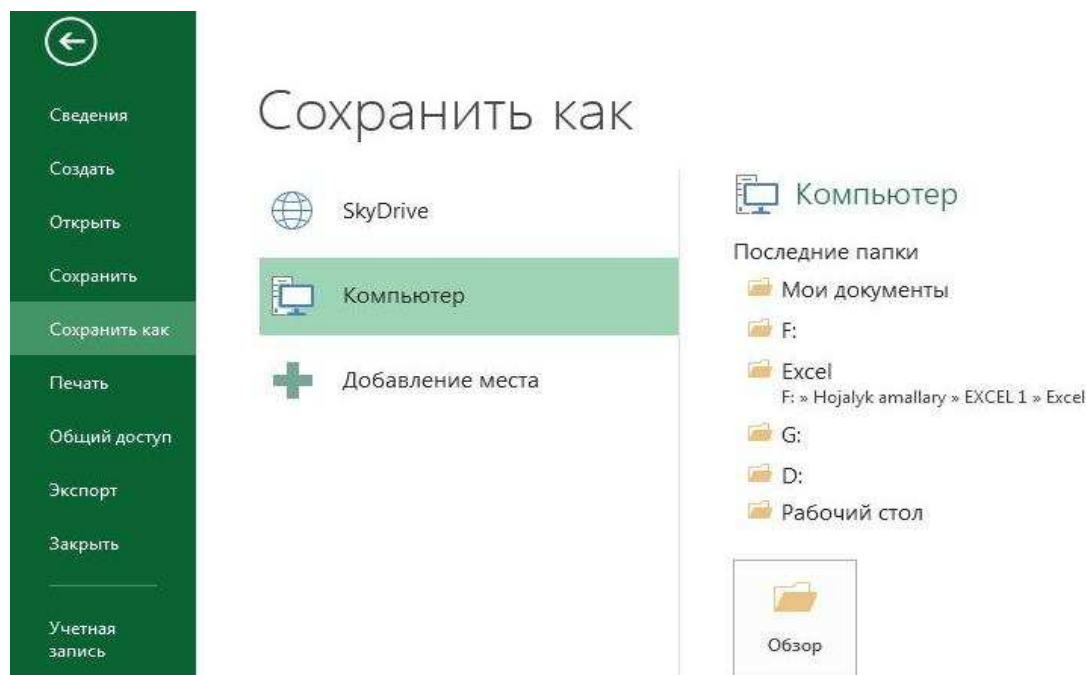 Сведения
Создать
Открыть
Сохранить
Сохранить как
Печать
Общий доступ
Экспорт
Закрыть
Учетная
запись
Сохранить как
SkyDrive
Компьютер
Добавление места
Компьютер
Последние папки
Мои документы
F:
Excel
F: » Hojalyk amallary » EXCEL 1 » Excel
G:
D:
Рабочий стол
Обзор